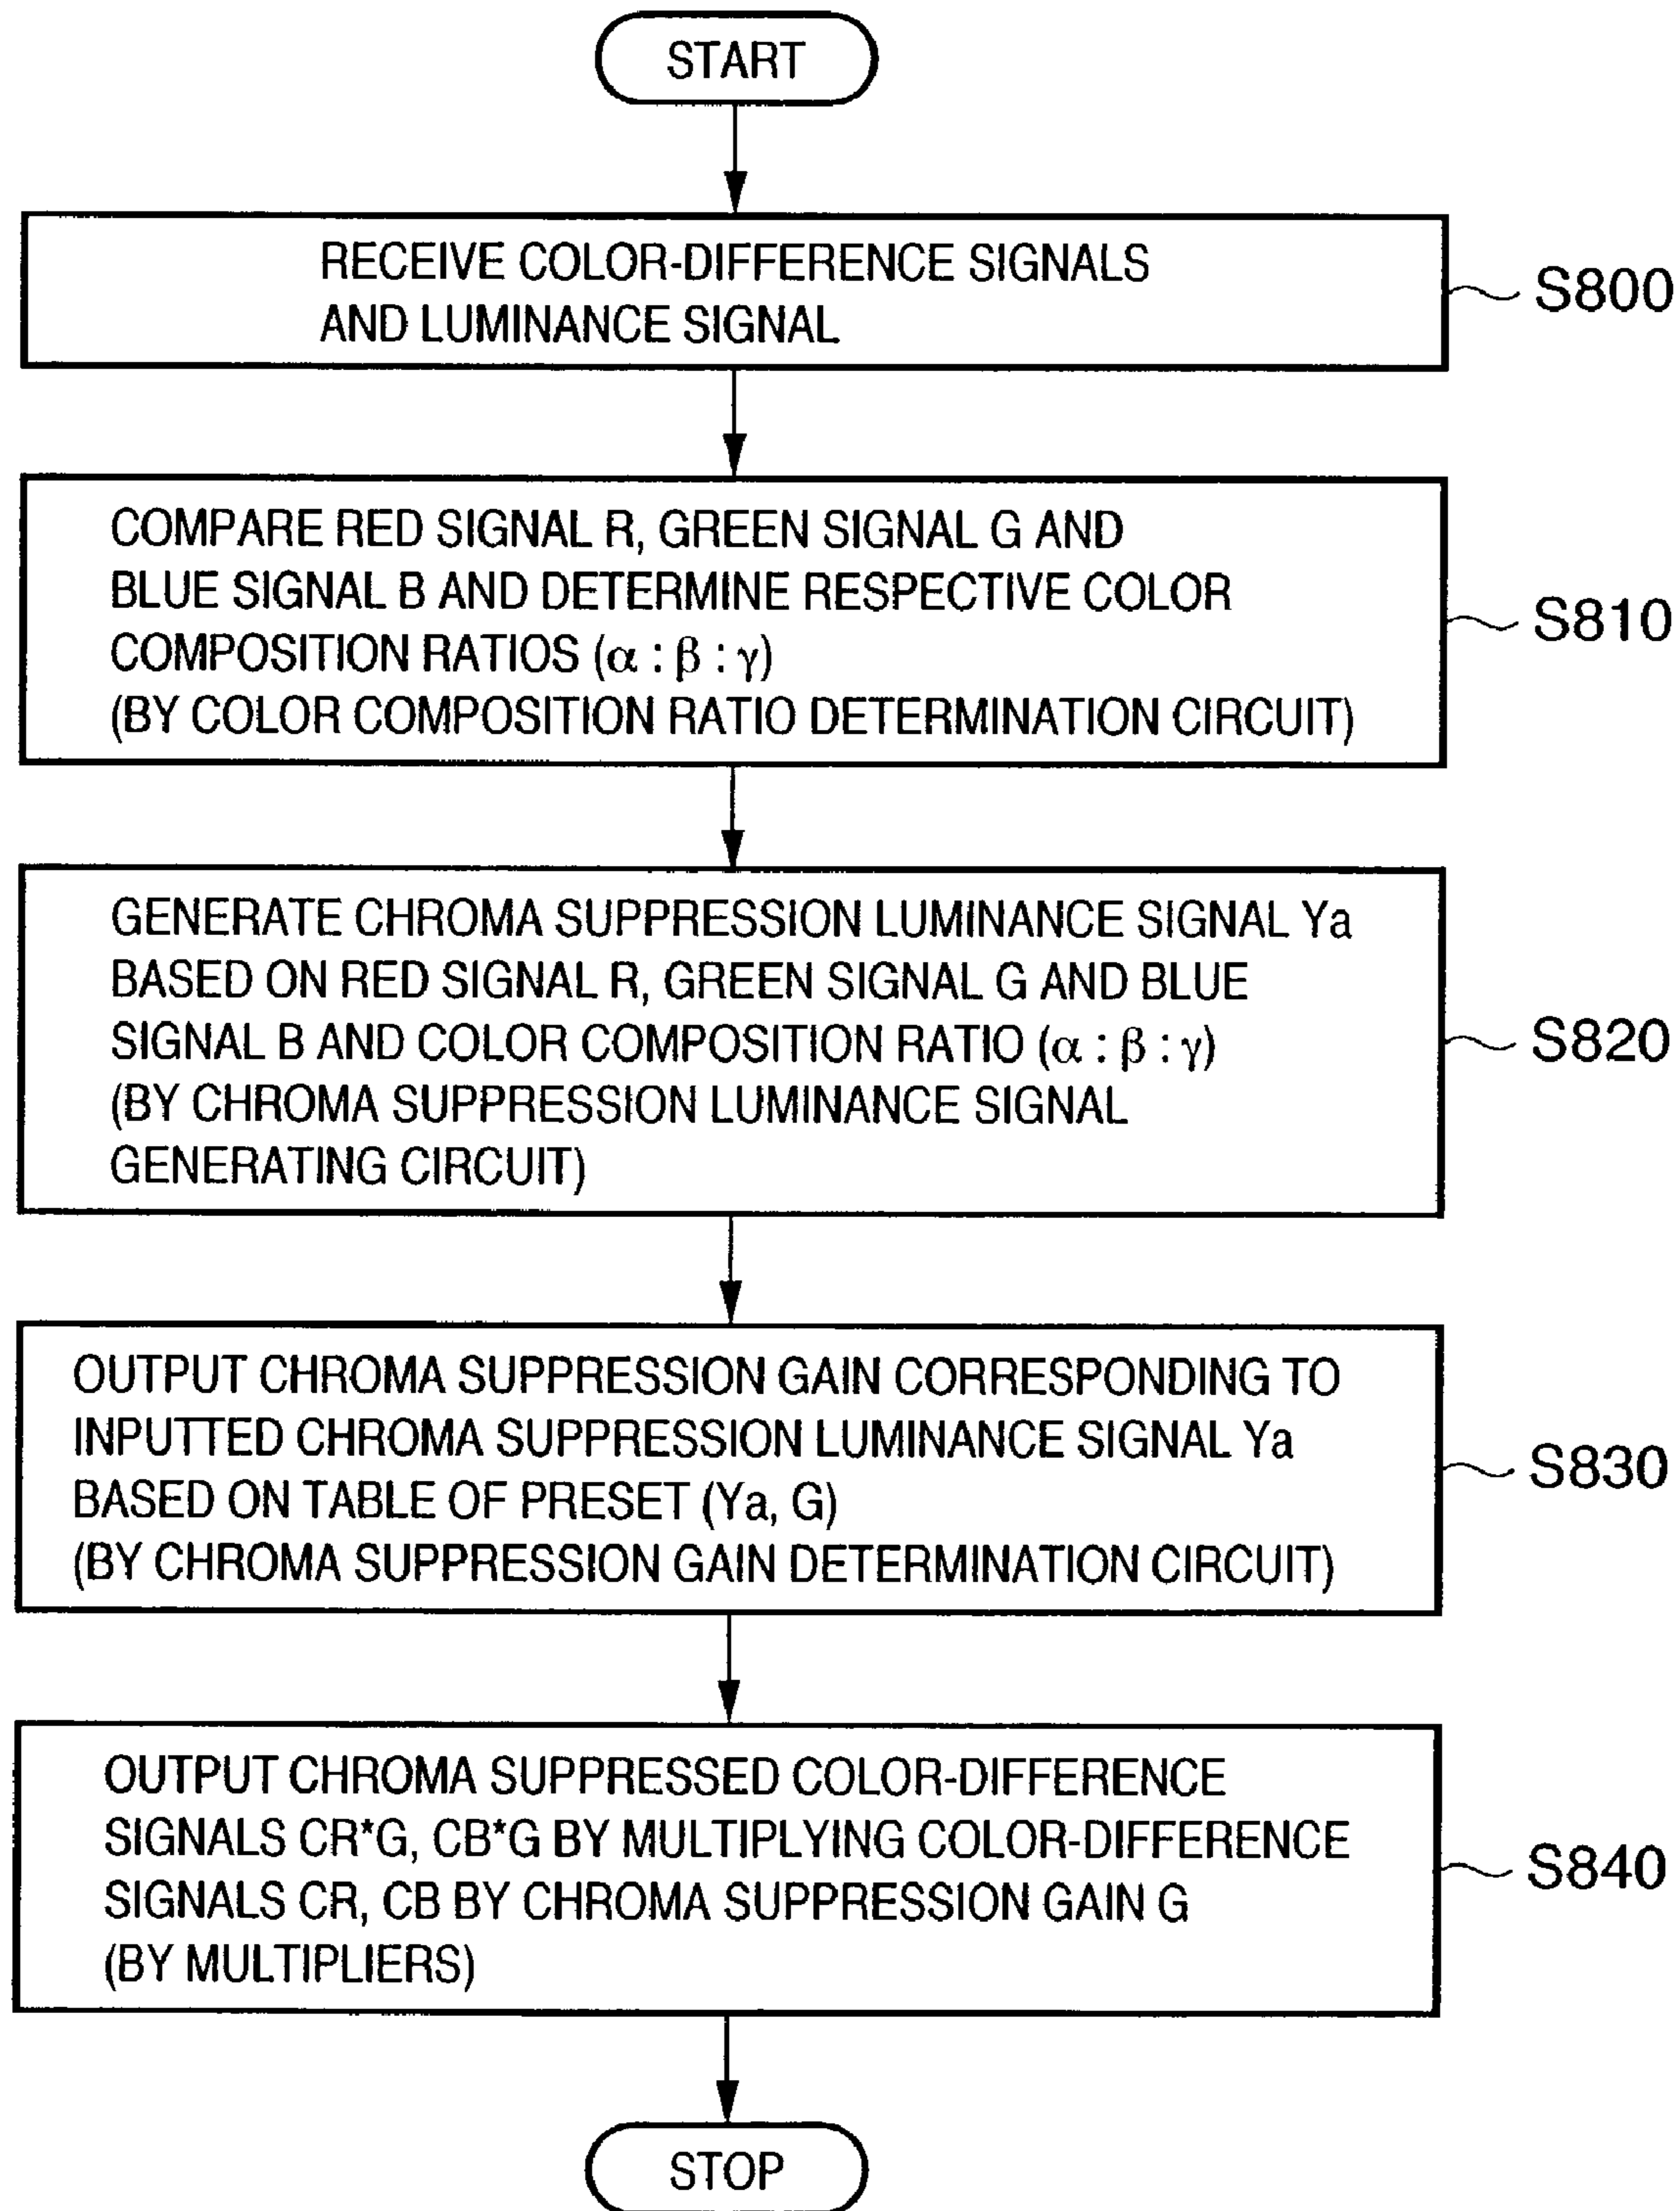 START
RECEIVE COLOR-DIFFERENCE SIGNALS
AND LUMINANCE SIGNAL
S800
COMPARE RED SIGNAL R, GREEN SIGNAL G AND
BLUE SIGNAL B AND DETERMINE RESPECTIVE COLOR
COMPOSITION RATIOS (α : β : γ)
(BY COLOR COMPOSITION RATIO DETERMINATION CIRCUIT)
S810
GENERATE CHROMA SUPPRESSION LUMINANCE SIGNAL Ya
BASED ON RED SIGNAL R, GREEN SIGNAL G AND BLUE
SIGNAL B AND COLOR COMPOSITION RATIO (α : β : γ)
(BY CHROMA SUPPRESSION LUMINANCE SIGNAL
GENERATING CIRCUIT)
S820
OUTPUT CHROMA SUPPRESSION GAIN CORRESPONDING TO
INPUTTED CHROMA SUPPRESSION LUMINANCE SIGNAL Ya
BASED ON TABLE OF PRESET (Ya, G)
(BY CHROMA SUPPRESSION GAIN DETERMINATION CIRCUIT)
S830
OUTPUT CHROMA SUPPRESSED COLOR-DIFFERENCE
SIGNALS CR*G, CB*G BY MULTIPLYING COLOR-DIFFERENCE
SIGNALS CR, CB BY CHROMA SUPPRESSION GAIN G
(BY MULTIPLIERS)
S840
STOP